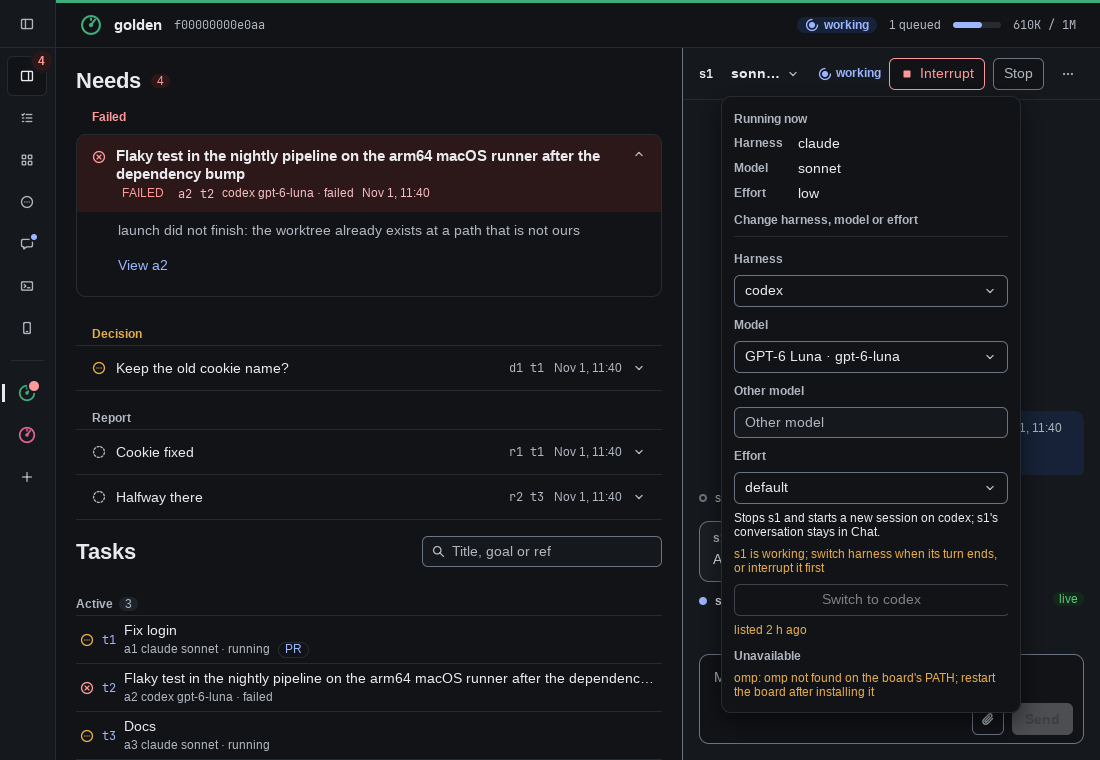 golden f00000000e0aa
working 1 queued 610K / 1M
4
Needs 4
Failed
Flaky test in the nightly pipeline on the arm64 macOS runner after the
dependency bump
FAILED a2 t2 codex gpt-6-luna · failed Nov 1, 11:40
launch did not finish: the worktree already exists at a path that is not ours
View a2
Decision
Keep the old cookie name? d1 t1 Nov 1, 11:40
Report
Cookie fixed r1 t1 Nov 1, 11:40
Halfway there r2 t3 Nov 1, 11:40
Tasks
Title, goal or ref
Active 3
t1 Fix login
a1 claude sonnet · running PR
t2 Flaky test in the nightly pipeline on the arm64 macOS runner after the dependenc…
a2 codex gpt-6-luna · failed
t3 Docs
a3 claude sonnet · running
s1 sonn… working Interrupt Stop
Running now
Harness claude
Model sonnet
Effort low
Change harness, model or effort
Harness
codex
Model
GPT-6 Luna · gpt-6-luna
Other model
Other model
Effort
default
Stops s1 and starts a new session on codex; s1's
conversation stays in Chat.
s1 is working; switch harness when its turn ends,
or interrupt it first
Switch to codex
listed 2 h ago
Unavailable
omp: omp not found on the board's PATH; restart
the board after installing it
11:40
live
Send